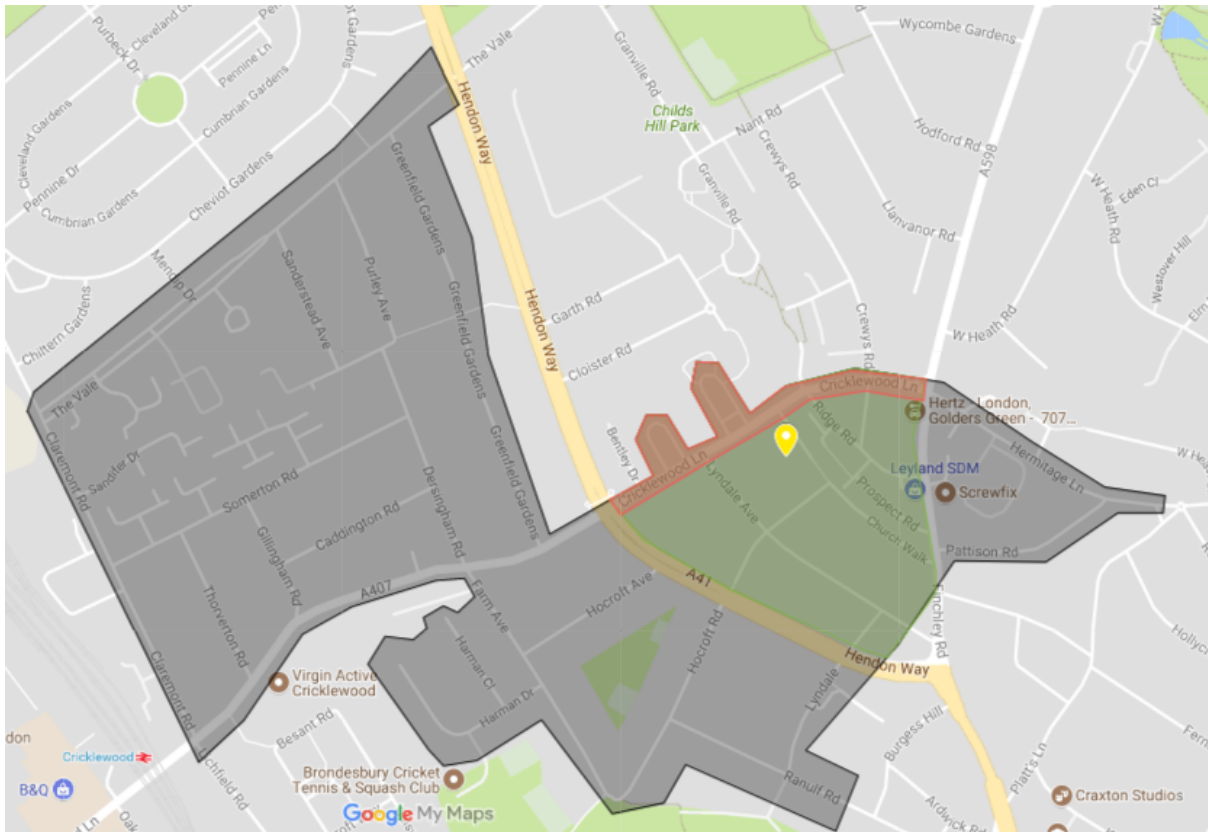 Purbeck Dr
Cleveland Gardens
Pennine Ln
The Vale
Granville Rd
Wycombe Gardens
Cleveland Gardens
Cumbrian Gardens
Hendon Way
Childs
Hill Park
Nant Rd
Hodford Rd
A598
Pennine Dr
Crewys Rd
Eden Cl
W Heath Rd
Cumbrian Gardens
Cheviot Gardens
Greenfield Gardens
Granville Rd
Llanvanor Rd
Westover Hill
Mendip Dr
Sanderstead Ave
Purley Ave
Greenfield Gardens
Hendon Way
Garth Rd
Chiltern Gardens
Crewys Rd
W Heath Rd
Cloister Rd
The Vale
Cricklewood Ln
Hertz - London,
Golders Green - 707...
Ridge Rd
Claremont Rd
Sandifer Dr
Greenfield Gardens
Bentley Dr
Cricklewood Ln
Lyndale Ave
Leyland SDM
Screwfix
Hermitage Ln
Somerton Rd
Dersingham Rd
Prospect Rd
Church Walk
Caddington Rd
Gillingham Rd
Pattison Rd
A407
A41
Hocroft Ave
Farm Ave
Thorverton Rd
Finchley Rd
Hocroft Rd
Harman Cl
Hendon Way
Claremont Rd
Virgin Active
Cricklewood
Harman Dr
Lyndale
Besant Rd
Burgess Hill
Cricklewood
Lichfield Rd
Brondesbury Cricket
Tennis & Squash Club
Platt's Ln
B&Q
Ranulf Rd
Ardwick Rd
Craxton Studios
Google My Maps